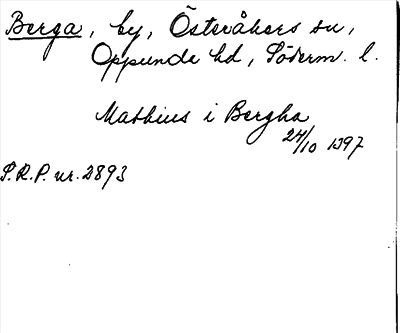 Berga, by, Österåkers sn,
Oppunda hd, Söderm. l.
Mathius i Bergha
24/10 1397
S.R.P. nr. 2893